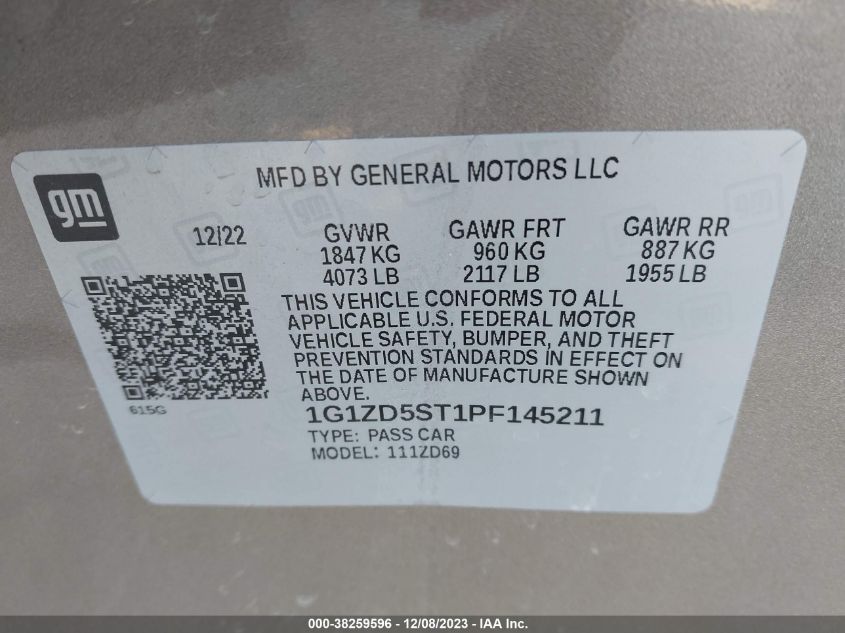 MFD BY GENERAL MOTORS LLC
gm
12/22 GVWR GAWR FRT GAWR RR
1847 KG 960 KG 887 KG
4073 LB 2117 LB 1955 LB
THIS VEHICLE CONFORMS TO ALL
APPLICABLE U.S. FEDERAL MOTOR
VEHICLE SAFETY, BUMPER, AND THEFT
PREVENTION STANDARDS IN EFFECT ON
THE DATE OF MANUFACTURE SHOWN
ABOVE.
615G
1G1ZD5ST1PF145211
TYPE: PASS CAR
MODEL: 111ZD69
000-38259596 - 12/08/2023 - IAA Inc.